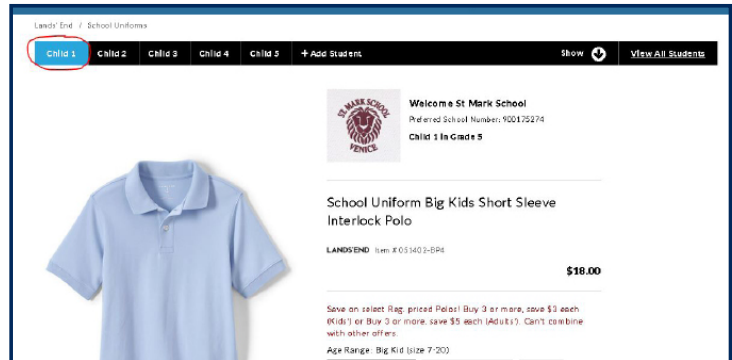 Lands' End / School Uniforms
Child 1 Child 2 Child 3 Child 4 Child 5 + Add Student Show View All Students
ST MARK SCHOOL
VENICE
Welcome St Mark School
Preferred School Number: 900175274
Child 1 in Grade 5
School Uniform Big Kids Short Sleeve
Interlock Polo
LANDS'END Item # 051402-BP4
$18.00
Save on select Reg. priced Polos! Buy 3 or more, save $3 each
(Kids') or Buy 3 or more, save $5 each (Adults'). Can't combine
with other offers.
Age Range: Big Kid (size 7-20)